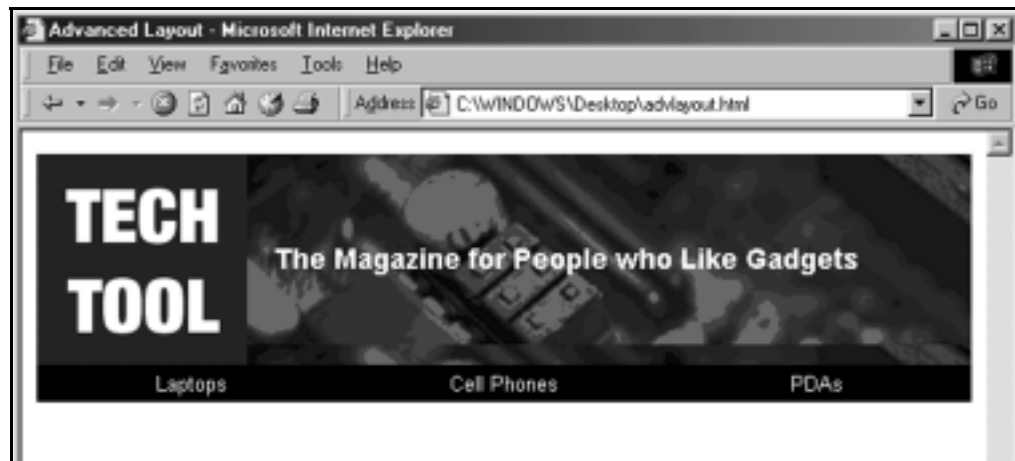 Advanced Layout - Microsoft Internet Explorer
File Edit View Favorites Tools Help
Address C:\WINDOWS\Desktop\advlayout.html Go
TECH
TOOL
The Magazine for People who Like Gadgets
Laptops Cell Phones PDAs